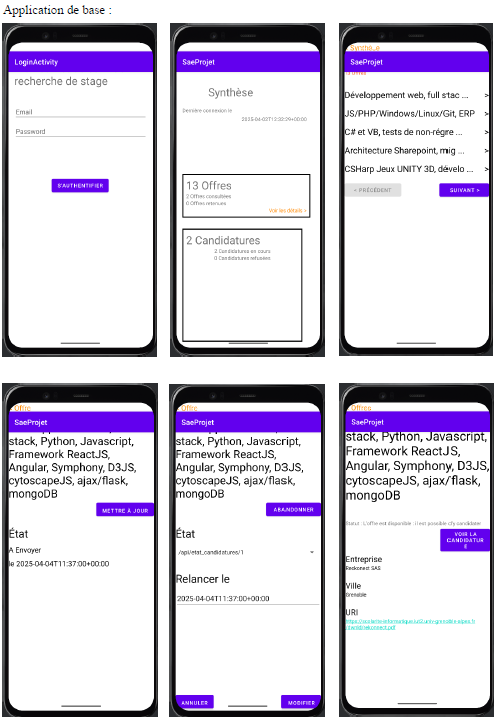 Application de base :
LoginActivity
recherche de stage
Email
Password
S'AUTHENTIFIER
SaeProjet
Synthèse
Dernière connexion le
2025-04-02T12:32:29+00:00
13 Offres
2 Offres consultées
0 Offres retenues
Voir les détails >
2 Candidatures
2 Candidatures en cours
0 Candidatures refusées
Synthèse
SaeProjet
13 Offres
Développement web, full stac ... >
JS/PHP/Windows/Linux/Git, ERP >
C# et VB, tests de non-régre ... >
Architecture Sharepoint, mig ... >
CSHarp Jeux UNITY 3D, dévelo ... >
< PRÉCÉDENT
SUIVANT >
Offre
SaeProjet
stack, Python, Javascript,
Framework ReactJS,
Angular, Symphony, D3JS,
cytoscapeJS, ajax/flask,
mongoDB
METTRE À JOUR
État
A Envoyer
le 2025-04-04T11:37:00+00:00
Offre
SaeProjet
stack, Python, Javascript,
Framework ReactJS,
Angular, Symphony, D3JS,
cytoscapeJS, ajax/flask,
mongoDB
ABANDONNER
État
/api/etat_candidatures/1
Relancer le
2025-04-04T11:37:00+00:00
ANNULER
MODIFIER
Offres
SaeProjet
stack, Python, Javascript,
Framework ReactJS,
Angular, Symphony, D3JS,
cytoscapeJS, ajax/flask,
mongoDB
Statut : L'offre est disponible : il est possible d'y candidater
VOIR LA
CANDIDATUR
E
Entreprise
Reckonect SAS
Ville
Grenoble
URI